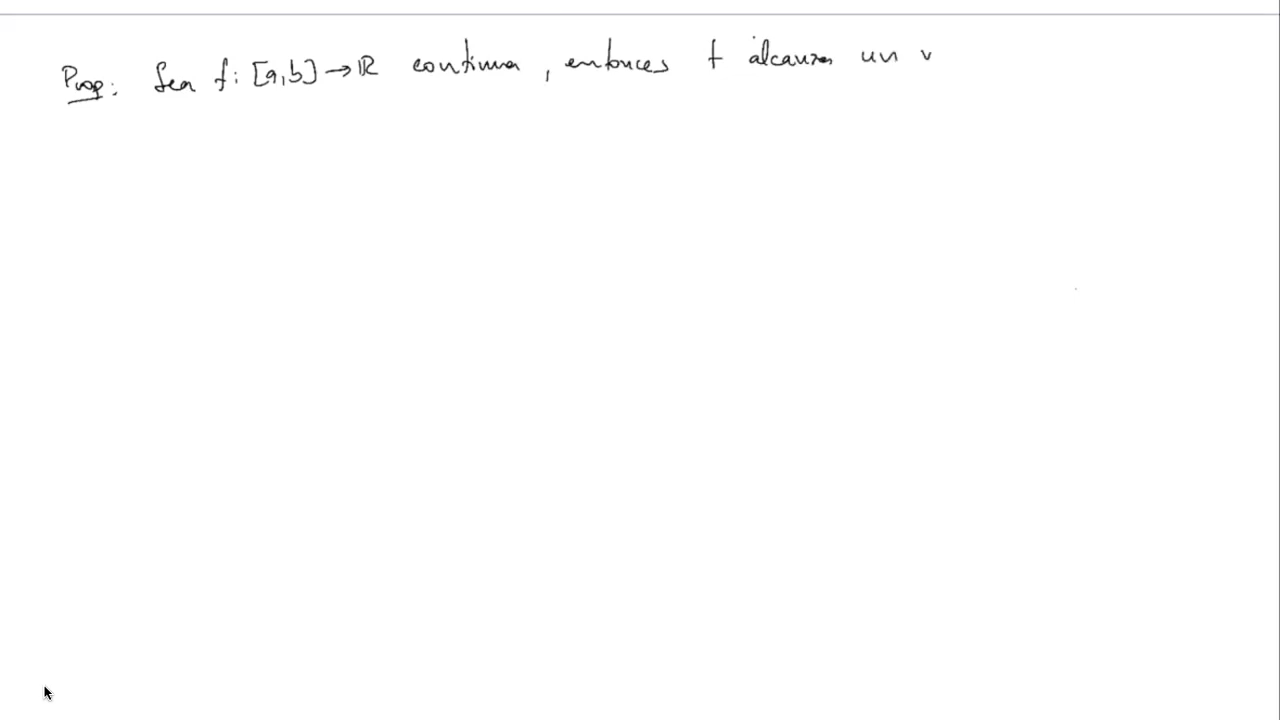 Prop: Sea f: [a,b] → ℝ continua, entonces f alcanza un v